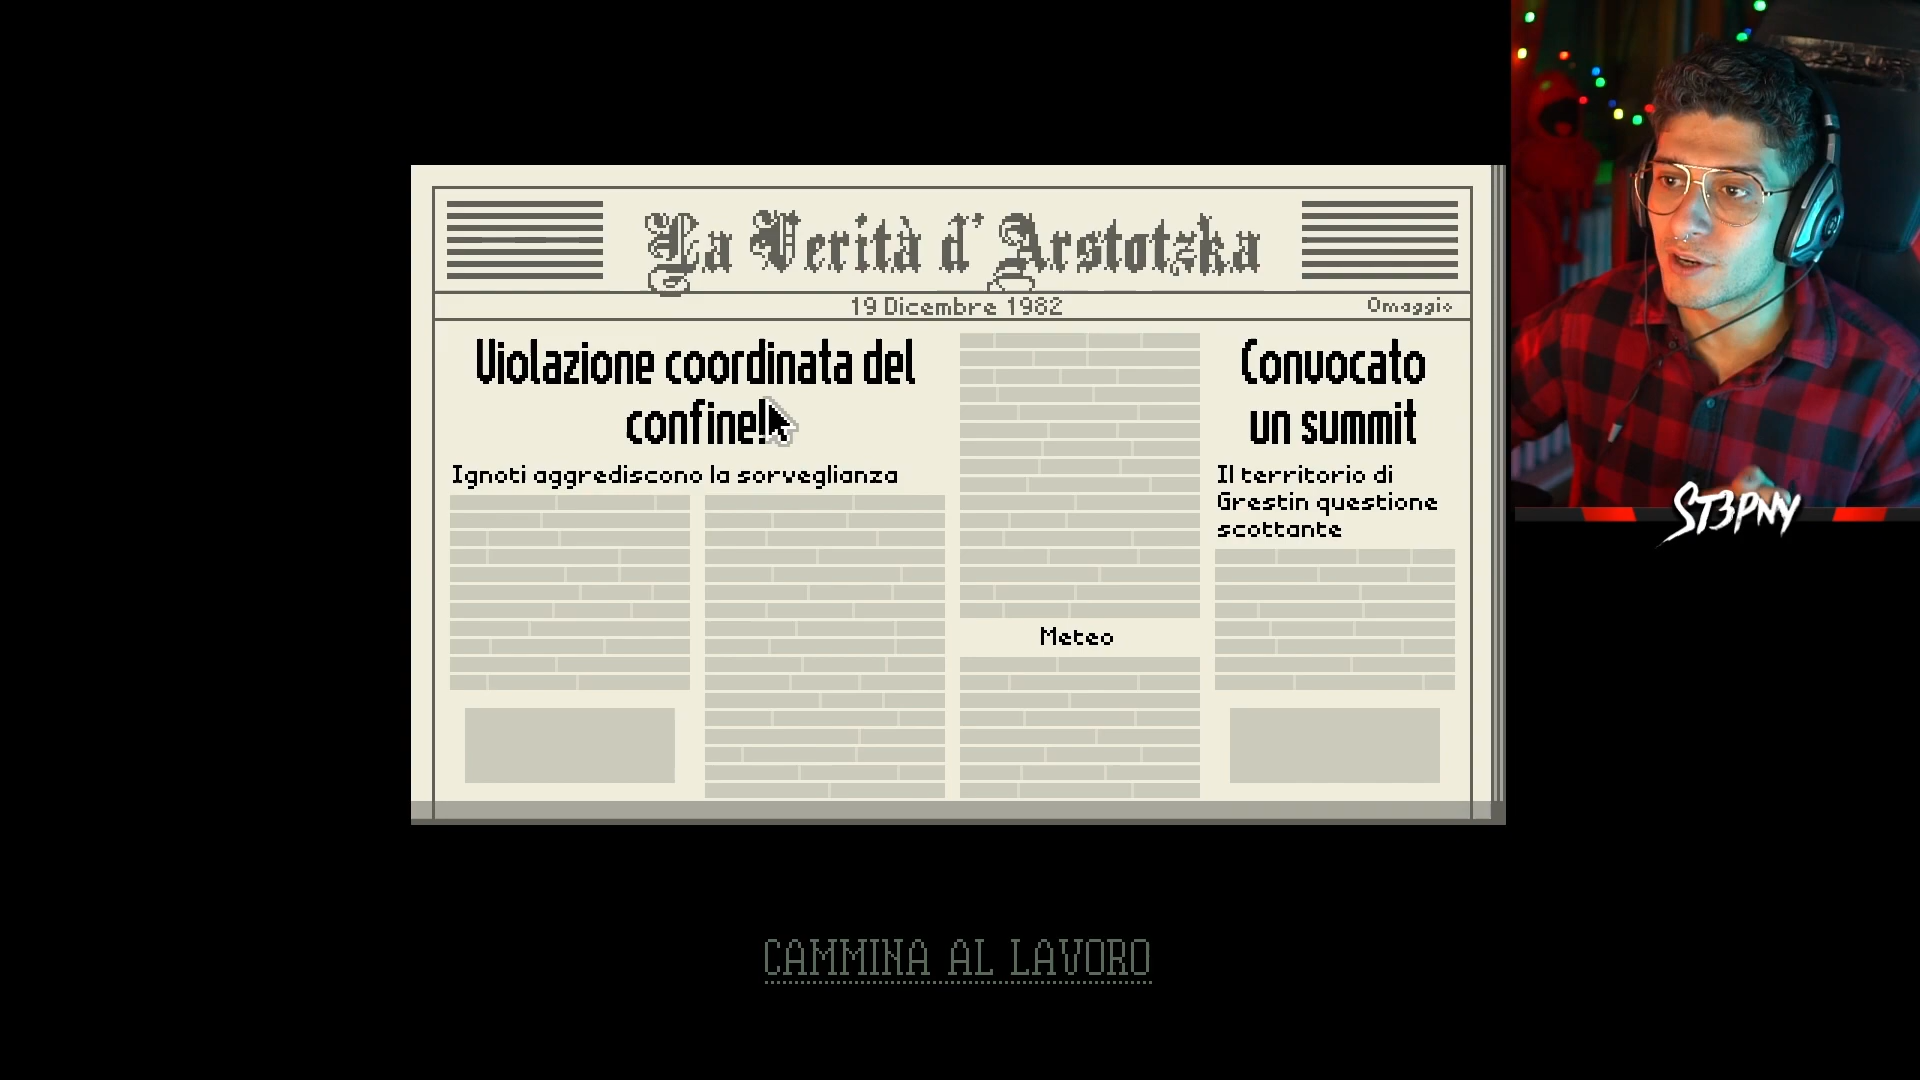 La Verità d'Arstotzka
19 Dicembre 1982
Omaggio
Violazione coordinata del
confine!
Ignoti aggrediscono la sorveglianza
Meteo
Convocato
un summit
Il territorio di
Grestin questione
scottante
CAMMINA AL LAVORO
ST3PNY